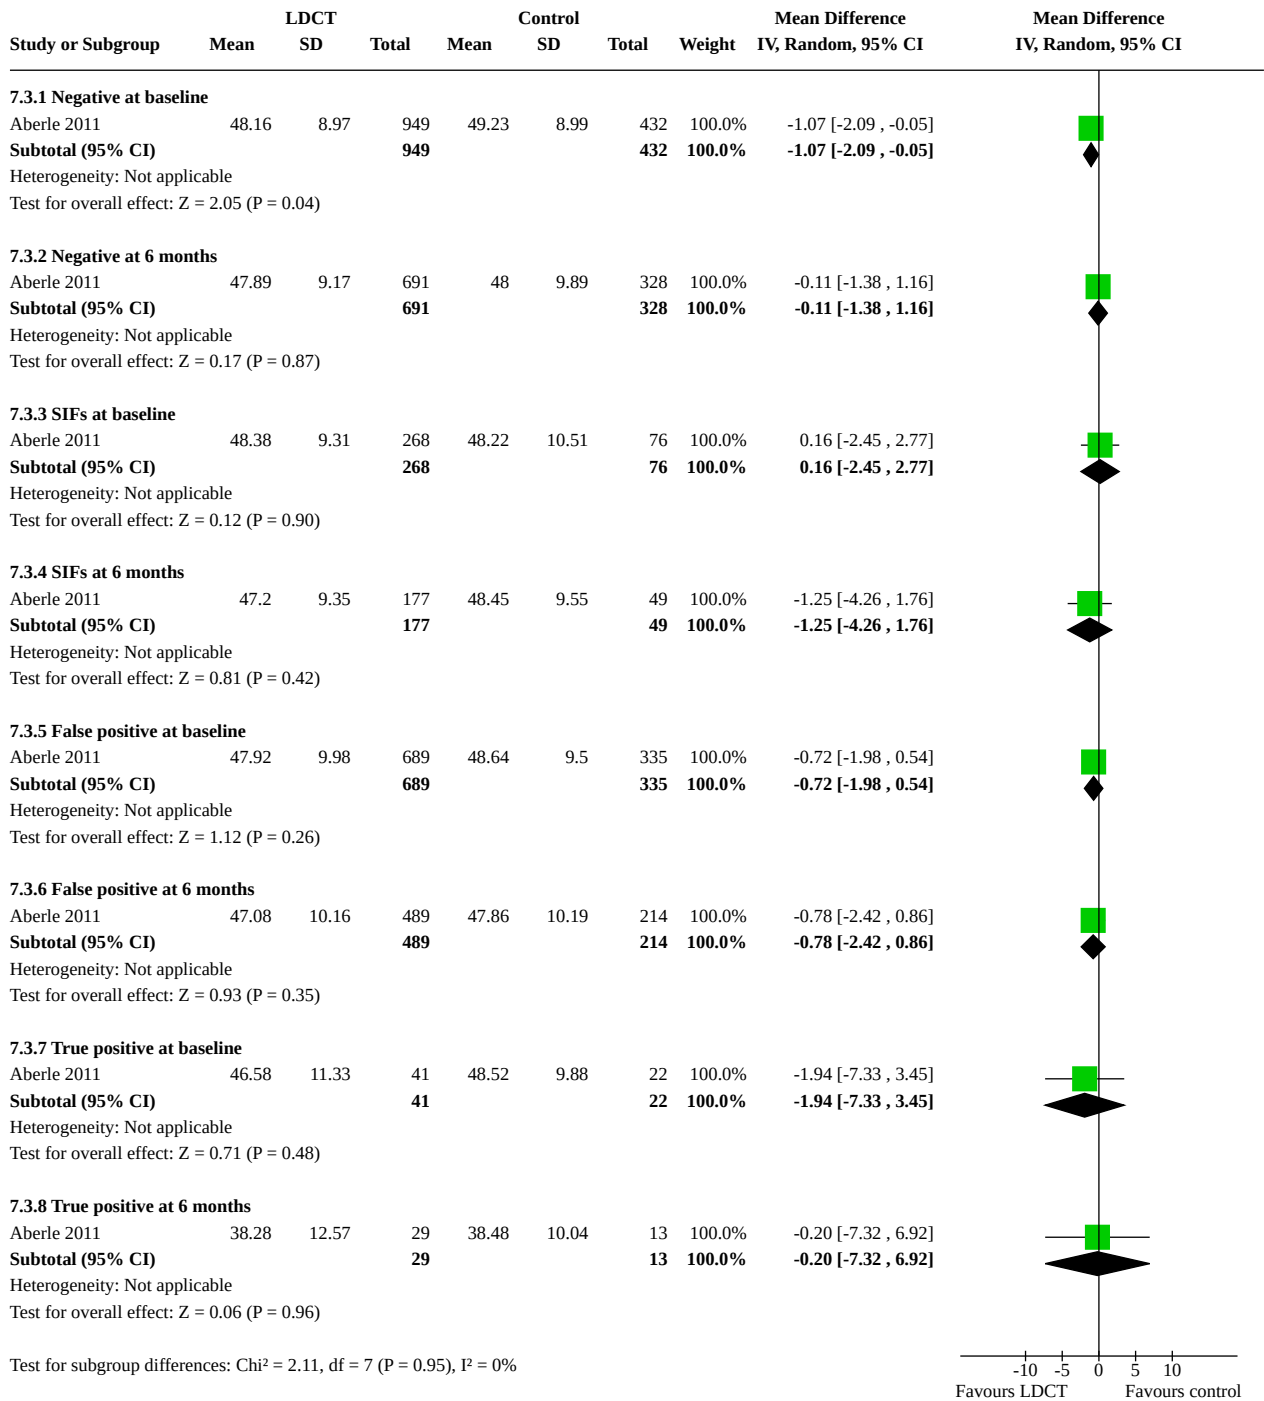 LDCT Control Mean Difference Mean Difference
Study or Subgroup Mean SD Total Mean SD Total Weight IV, Random, 95% CI IV, Random, 95% CI
7.3.1 Negative at baseline
Aberle 2011 48.16 8.97 949 49.23 8.99 432 100.0% -1.07 [-2.09 , -0.05]
Subtotal (95% CI) 949 432 100.0% -1.07 [-2.09 , -0.05]
Heterogeneity: Not applicable
Test for overall effect: Z = 2.05 (P = 0.04)
7.3.2 Negative at 6 months
Aberle 2011 47.89 9.17 691 48 9.89 328 100.0% -0.11 [-1.38 , 1.16]
Subtotal (95% CI) 691 328 100.0% -0.11 [-1.38 , 1.16]
Heterogeneity: Not applicable
Test for overall effect: Z = 0.17 (P = 0.87)
7.3.3 SIFs at baseline
Aberle 2011 48.38 9.31 268 48.22 10.51 76 100.0% 0.16 [-2.45 , 2.77]
Subtotal (95% CI) 268 76 100.0% 0.16 [-2.45 , 2.77]
Heterogeneity: Not applicable
Test for overall effect: Z = 0.12 (P = 0.90)
7.3.4 SIFs at 6 months
Aberle 2011 47.2 9.35 177 48.45 9.55 49 100.0% -1.25 [-4.26 , 1.76]
Subtotal (95% CI) 177 49 100.0% -1.25 [-4.26 , 1.76]
Heterogeneity: Not applicable
Test for overall effect: Z = 0.81 (P = 0.42)
7.3.5 False positive at baseline
Aberle 2011 47.92 9.98 689 48.64 9.5 335 100.0% -0.72 [-1.98 , 0.54]
Subtotal (95% CI) 689 335 100.0% -0.72 [-1.98 , 0.54]
Heterogeneity: Not applicable
Test for overall effect: Z = 1.12 (P = 0.26)
7.3.6 False positive at 6 months
Aberle 2011 47.08 10.16 489 47.86 10.19 214 100.0% -0.78 [-2.42 , 0.86]
Subtotal (95% CI) 489 214 100.0% -0.78 [-2.42 , 0.86]
Heterogeneity: Not applicable
Test for overall effect: Z = 0.93 (P = 0.35)
7.3.7 True positive at baseline
Aberle 2011 46.58 11.33 41 48.52 9.88 22 100.0% -1.94 [-7.33 , 3.45]
Subtotal (95% CI) 41 22 100.0% -1.94 [-7.33 , 3.45]
Heterogeneity: Not applicable
Test for overall effect: Z = 0.71 (P = 0.48)
7.3.8 True positive at 6 months
Aberle 2011 38.28 12.57 29 38.48 10.04 13 100.0% -0.20 [-7.32 , 6.92]
Subtotal (95% CI) 29 13 100.0% -0.20 [-7.32 , 6.92]
Heterogeneity: Not applicable
Test for overall effect: Z = 0.06 (P = 0.96)
Test for subgroup differences: Chi² = 2.11, df = 7 (P = 0.95), I² = 0%
-10 -5 0 5 10
Favours LDCT Favours control